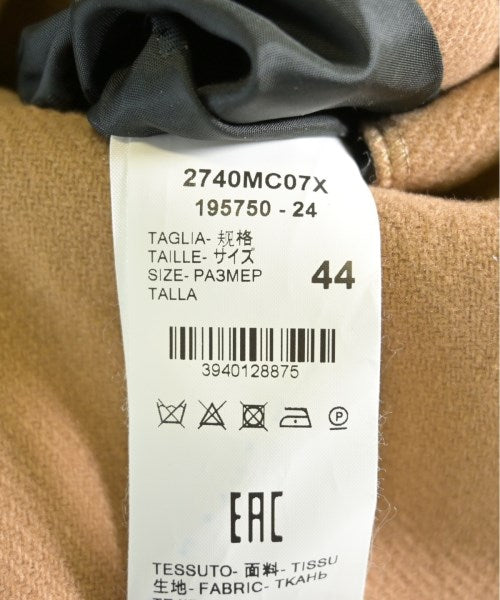 2740MC07X
195750 - 24
TAGLIA- 规格
TAILLE- サイズ
SIZE- РАЗМЕР
TALLA
44
3940128875
P
EAC
TESSUTO- 面料- TISSU
生地- FABRIC- ТКАНЬ